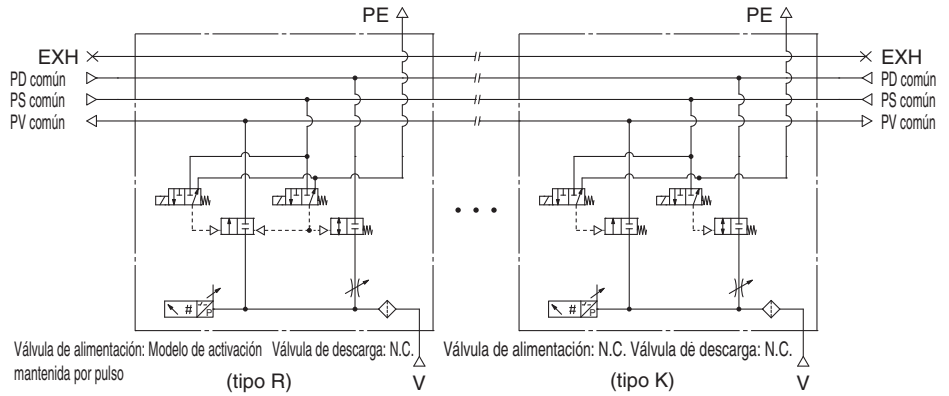 PE PE
EXH EXH
PD común PD común
PS común PS común
PV común PV común
• • •
# P # P
Válvula de alimentación: Modelo de activación Válvula de descarga: N.C. Válvula de alimentación: N.C. Válvula de descarga: N.C.
mantenida por pulso
(tipo R) V (tipo K) V